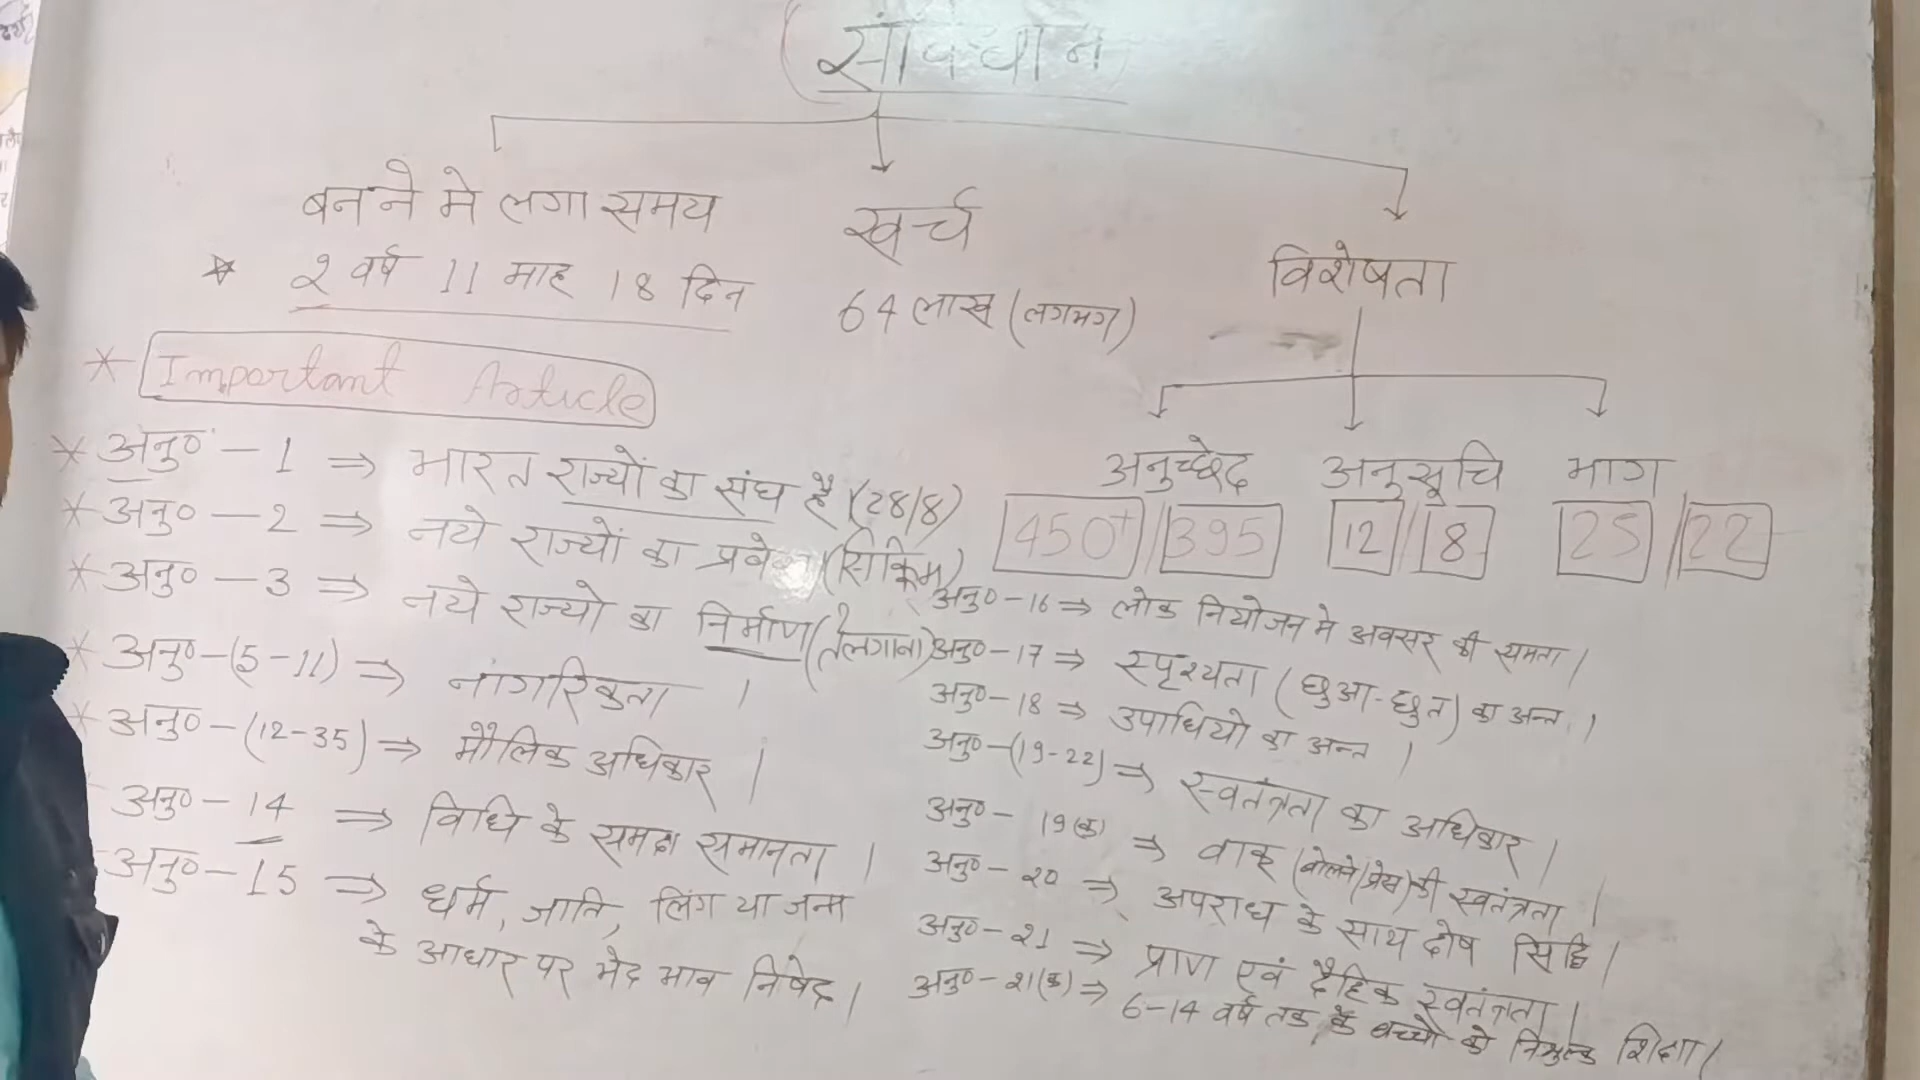 संविधान
बनने मे लगा समय
खर्च
विशेषता
* २ वर्ष 11 माह 18 दिन
64 लाख (लगभग)
* Important Article
अनुच्छेद अनुसूचि भाग
450+/395 12/8 25/22
* अनु० - 1 ⇒ भारत राज्यों का संघ है (28/8)
* अनु० - 2 ⇒ नये राज्यों का प्रवेश (सिक्किम)
* अनु० - 3 ⇒ नये राज्यो का निर्माण (तेलगाना)
* अनु० - (5-11) ⇒ नागरिकता ।
* अनु० - (12-35) ⇒ मौलिक अधिकार ।
अनु० - 14 ⇒ विधि के समक्ष समानता ।
अनु० - 15 ⇒ धर्म, जाति, लिंग या जन्म
के आधार पर भेद भाव निषेद ।
अनु० - 16 ⇒ लोक नियोजन मे अवसर की समता ।
अनु० - 17 ⇒ स्पृश्यता (छुआ-छुत) का अन्त ।
अनु० - 18 ⇒ उपाधियो का अन्त ।
अनु० - (19-22) ⇒ स्वतंत्रता का अधिकार ।
अनु० - 19(क) ⇒ वाक् (बोलने/प्रेस) की स्वतंत्रता ।
अनु० - २0 ⇒ अपराध के साथ दोष सिद्धि ।
अनु० - २1 ⇒ प्राण एवं दैहिक स्वतंत्रता ।
अनु० - २1(क) ⇒ 6-14 वर्ष तक के बच्चो को निशुल्क शिक्षा ।